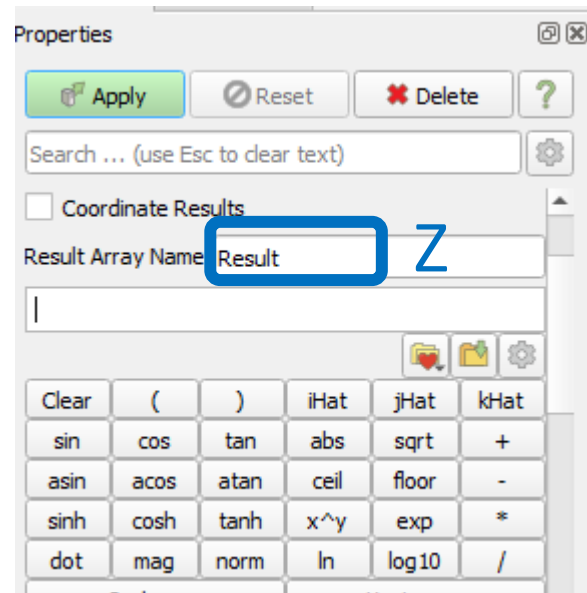 Properties
Apply Reset Delete ?
Search ... (use Esc to clear text)
Coordinate Results
Result Array Name Result Z
Clear ( ) iHat jHat kHat
sin cos tan abs sqrt +
asin acos atan ceil floor -
sinh cosh tanh x^y exp *
dot mag norm ln log10 /